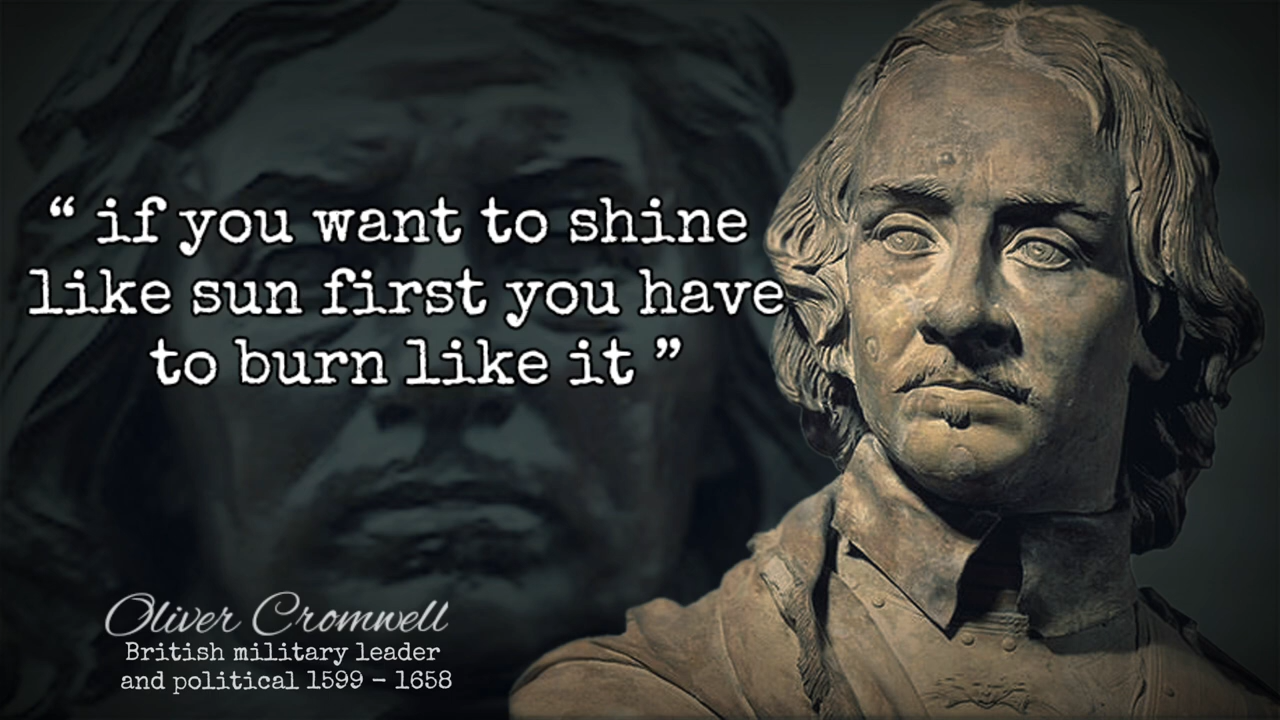 “ if you want to shine
like sun first you have
to burn like it ”
Oliver Cromwell
British military leader
and political 1599 - 1658